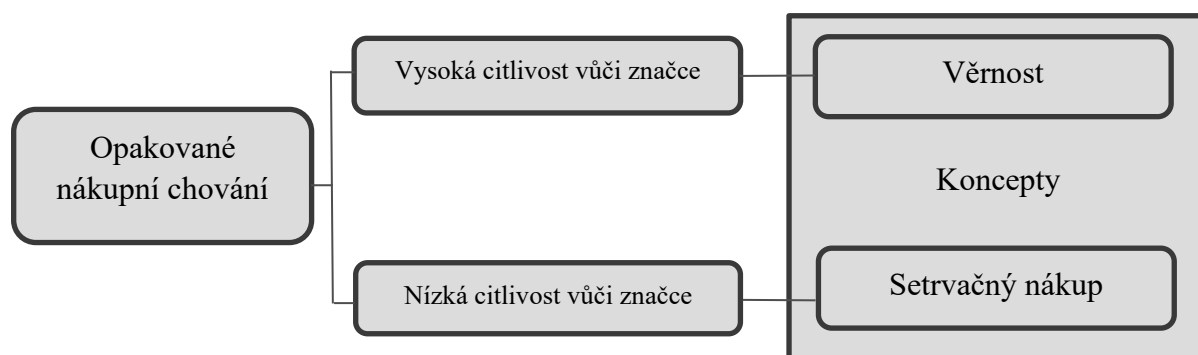 Opakované
nákupní chování
Vysoká citlivost vůči značce
Nízká citlivost vůči značce
Věrnost
Koncepty
Setrvačný nákup